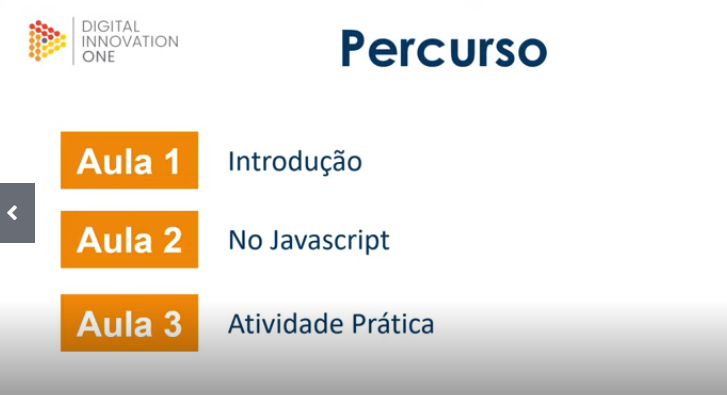 DIGITAL
INNOVATION
ONE
Percurso
Aula 1 Introdução
Aula 2 No Javascript
Aula 3 Atividade Prática